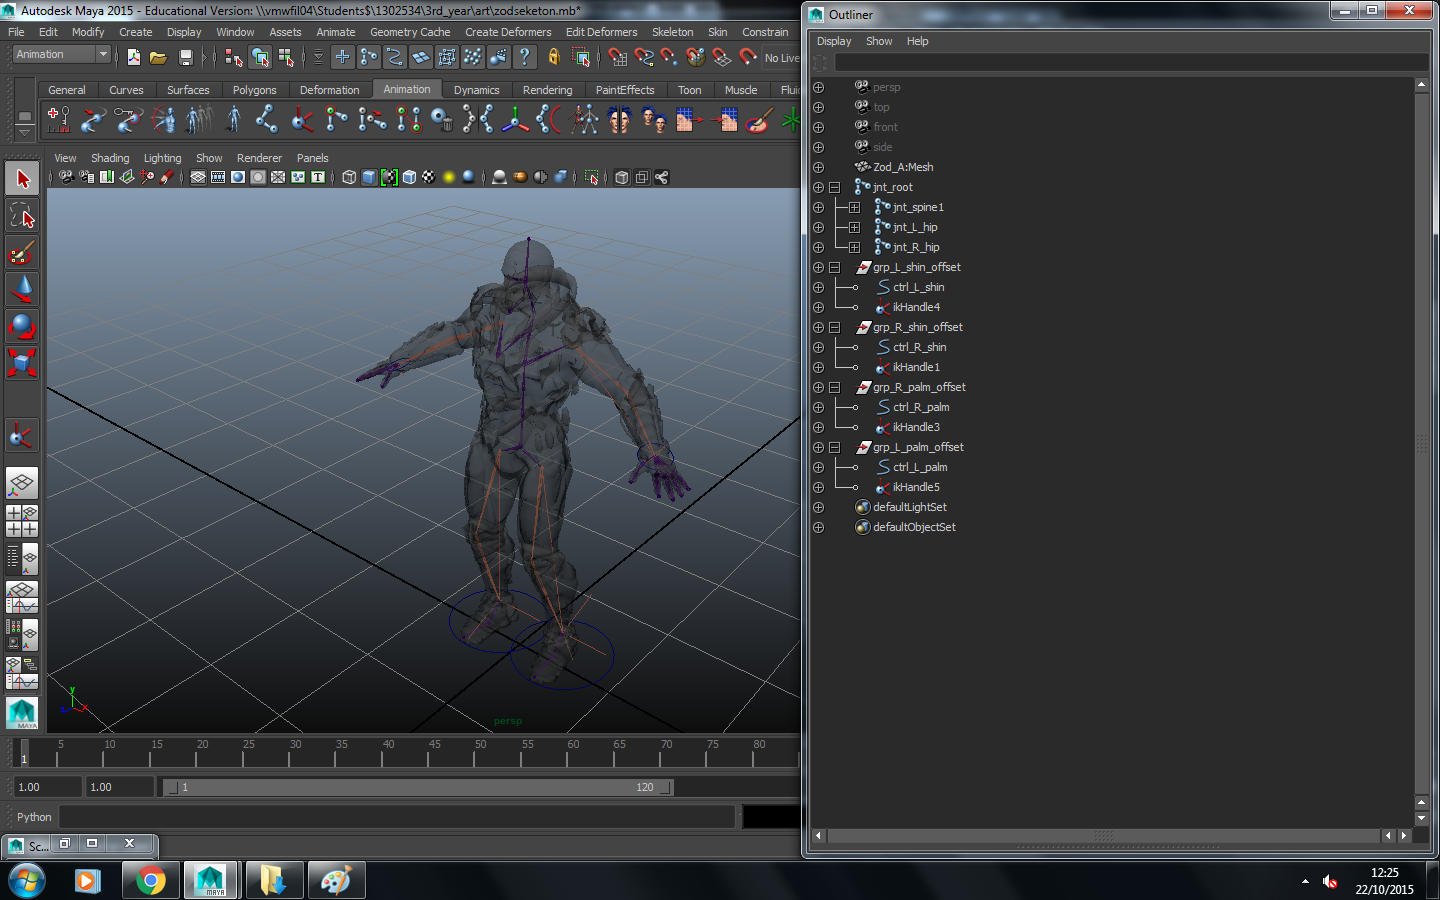 Autodesk Maya 2015 - Educational Version: \\vmwfil04\Students$\1302534\3rd_year\art\zodseketon.mb*
File Edit Modify Create Display Window Assets Animate Geometry Cache Create Deformers Edit Deformers Skeleton Skin Constrain
Animation
No Live
General Curves Surfaces Polygons Deformation Animation Dynamics Rendering PaintEffects Toon Muscle Flui
View Shading Lighting Show Renderer Panels
persp
y
x
5 10 15 20 25 30 35 40 45 50 55 60 65 70 75 80
1
1.00 1.00 1 120
Python
Sc...
MAYA
MAYA
Outliner
Display Show Help
persp
top
front
side
Zod_A:Mesh
jnt_root
jnt_spine1
jnt_L_hip
jnt_R_hip
grp_L_shin_offset
ctrl_L_shin
ikHandle4
grp_R_shin_offset
ctrl_R_shin
ikHandle1
grp_R_palm_offset
ctrl_R_palm
ikHandle3
grp_L_palm_offset
ctrl_L_palm
ikHandle5
defaultLightSet
defaultObjectSet
12:25
22/10/2015